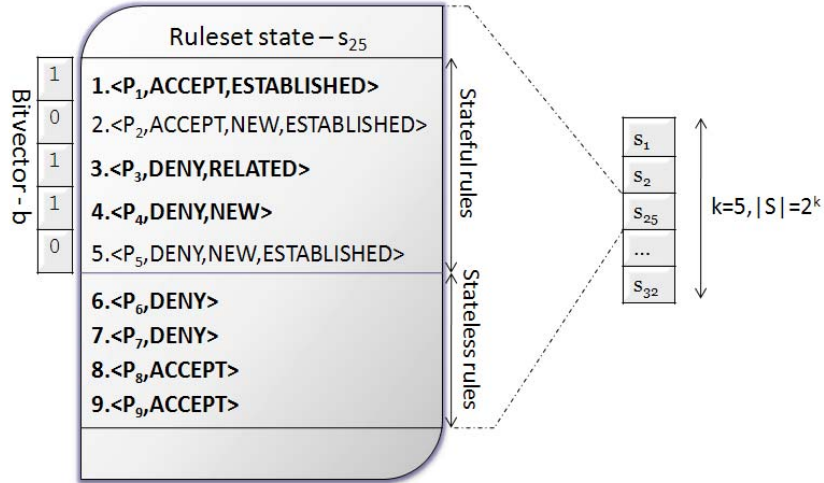 Ruleset state – s25
Bitvector - b
1
0
1
1
0
1.<P1,ACCEPT,ESTABLISHED>
2.<P2,ACCEPT,NEW,ESTABLISHED>
3.<P3,DENY,RELATED>
4.<P4,DENY,NEW>
5.<P5,DENY,NEW,ESTABLISHED>
6.<P6,DENY>
7.<P7,DENY>
8.<P8,ACCEPT>
9.<P9,ACCEPT>
Stateful rules
Stateless rules
s1
s2
s25
...
s32
k=5,|S|=2^k